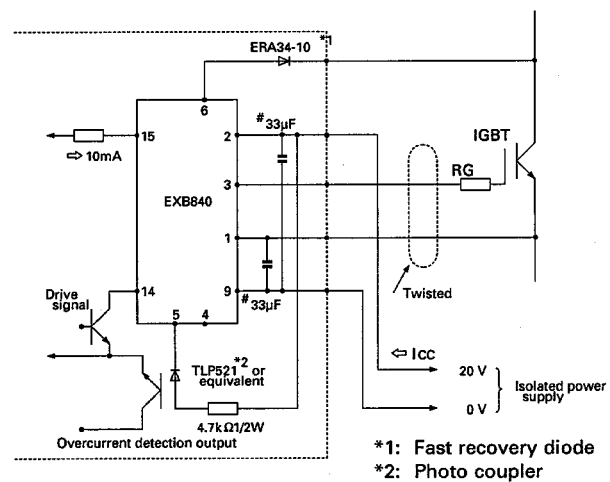 ERA34-10 *1
6
# 33µF
15
2
IGBT
⇨ 10mA
RG
3
EXB840
1
Drive signal
14
9
# 33µF
Twisted
5 4
⇦ Icc
TLP521*2 or equivalent
20 V
Isolated power supply
0 V
4.7k Ω1/2W
Overcurrent detection output
*1: Fast recovery diode
*2: Photo coupler